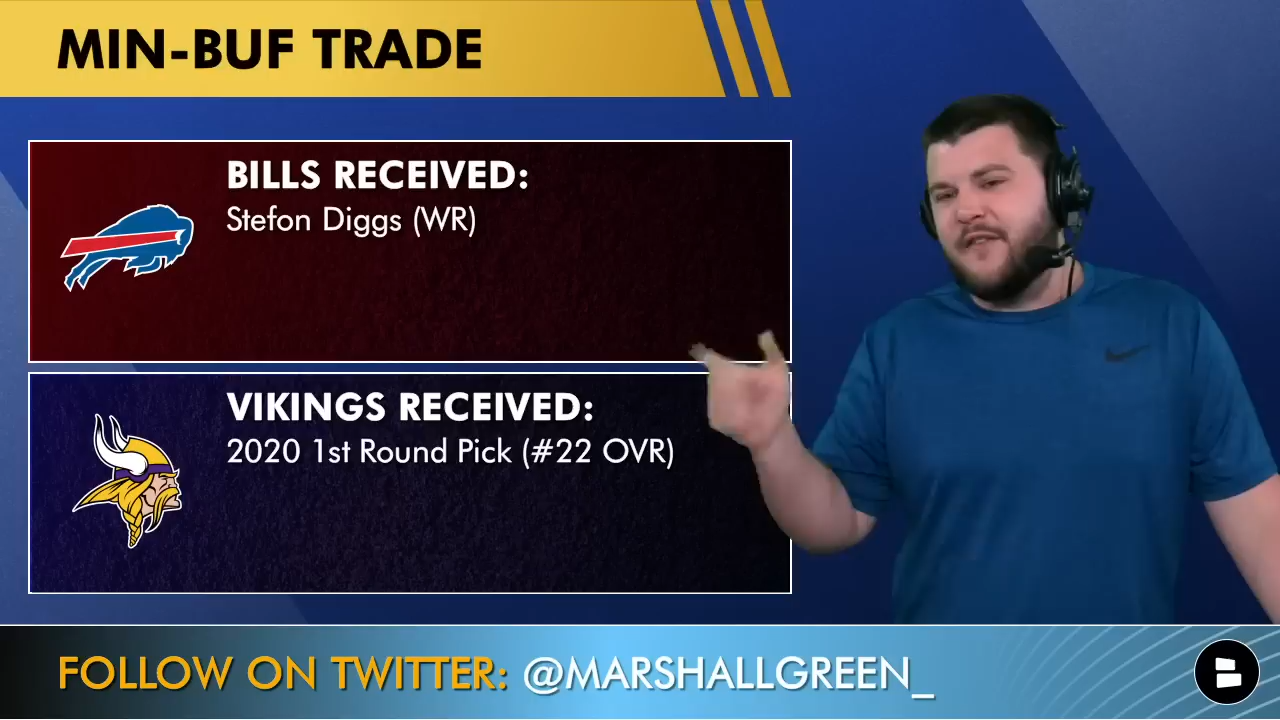 MIN-BUF TRADE
BILLS RECEIVED:
Stefon Diggs (WR)
VIKINGS RECEIVED:
2020 1st Round Pick (#22 OVR)
FOLLOW ON TWITTER: @MARSHALLGREEN_